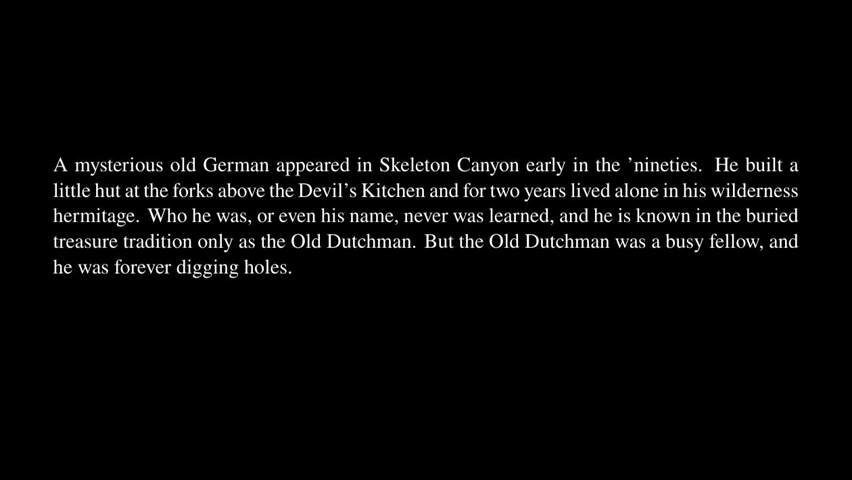 A mysterious old German appeared in Skeleton Canyon early in the ’nineties. He built a
little hut at the forks above the Devil’s Kitchen and for two years lived alone in his wilderness
hermitage. Who he was, or even his name, never was learned, and he is known in the buried
treasure tradition only as the Old Dutchman. But the Old Dutchman was a busy fellow, and
he was forever digging holes.